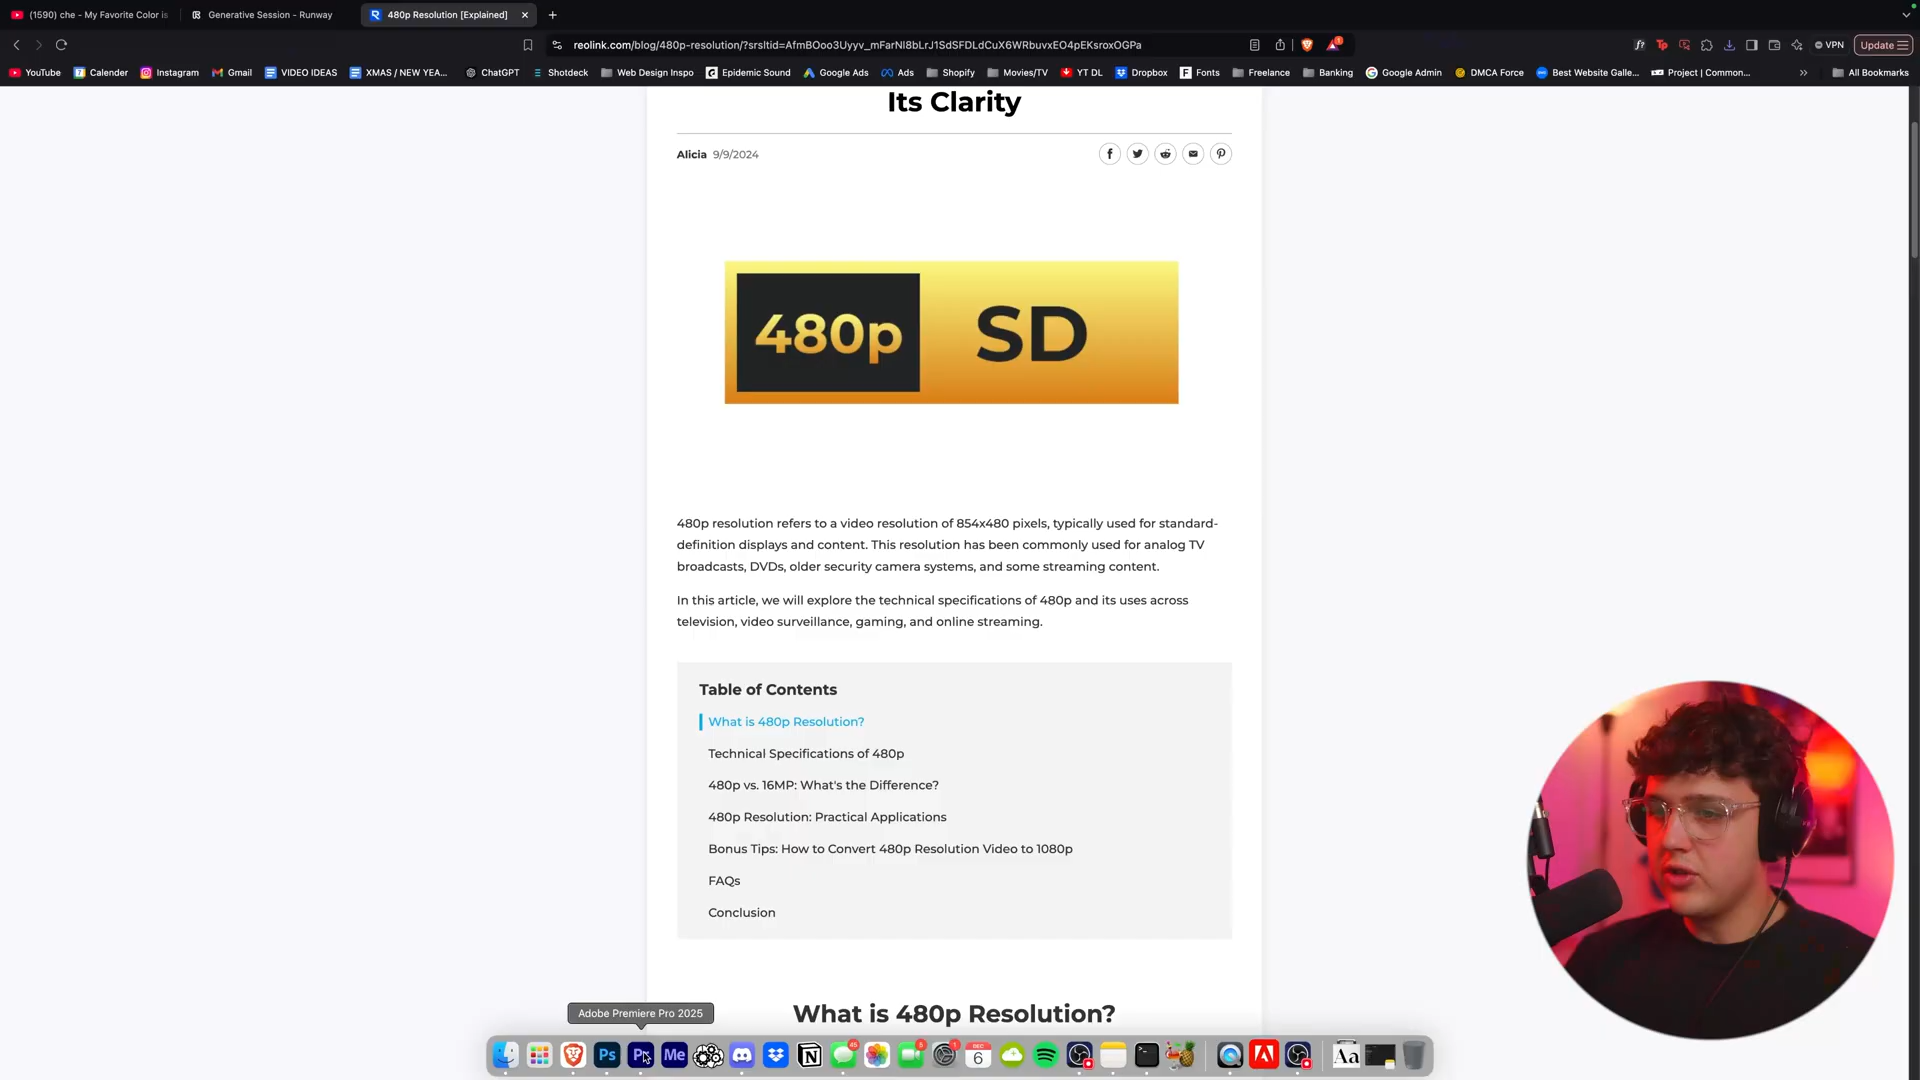 (1590) che - My Favorite Color is
Generative Session - Runway
480p Resolution [Explained]
reolink.com/blog/480p-resolution/?srsltid=AfmBOoo3Uyyv_mFarNI8bLrJ1SdSFDLdCuX6WRbuvxEO4pEKsroxOGPa
VPN
Update
YouTube
Calender
Instagram
Gmail
VIDEO IDEAS
XMAS / NEW YEA...
ChatGPT
Shotdeck
Web Design Inspo
Epidemic Sound
Google Ads
Ads
Shopify
Movies/TV
YT DL
Dropbox
Fonts
Freelance
Banking
Google Admin
DMCA Force
Best Website Galle...
Project | Common...
All Bookmarks
Its Clarity
Alicia 9/9/2024
480p SD
480p resolution refers to a video resolution of 854x480 pixels, typically used for standard-
definition displays and content. This resolution has been commonly used for analog TV
broadcasts, DVDs, older security camera systems, and some streaming content.
In this article, we will explore the technical specifications of 480p and its uses across
television, video surveillance, gaming, and online streaming.
Table of Contents
What is 480p Resolution?
Technical Specifications of 480p
480p vs. 16MP: What's the Difference?
480p Resolution: Practical Applications
Bonus Tips: How to Convert 480p Resolution Video to 1080p
FAQs
Conclusion
What is 480p Resolution?
Adobe Premiere Pro 2025
Ps
Pr
Me
DEC
6
Aa